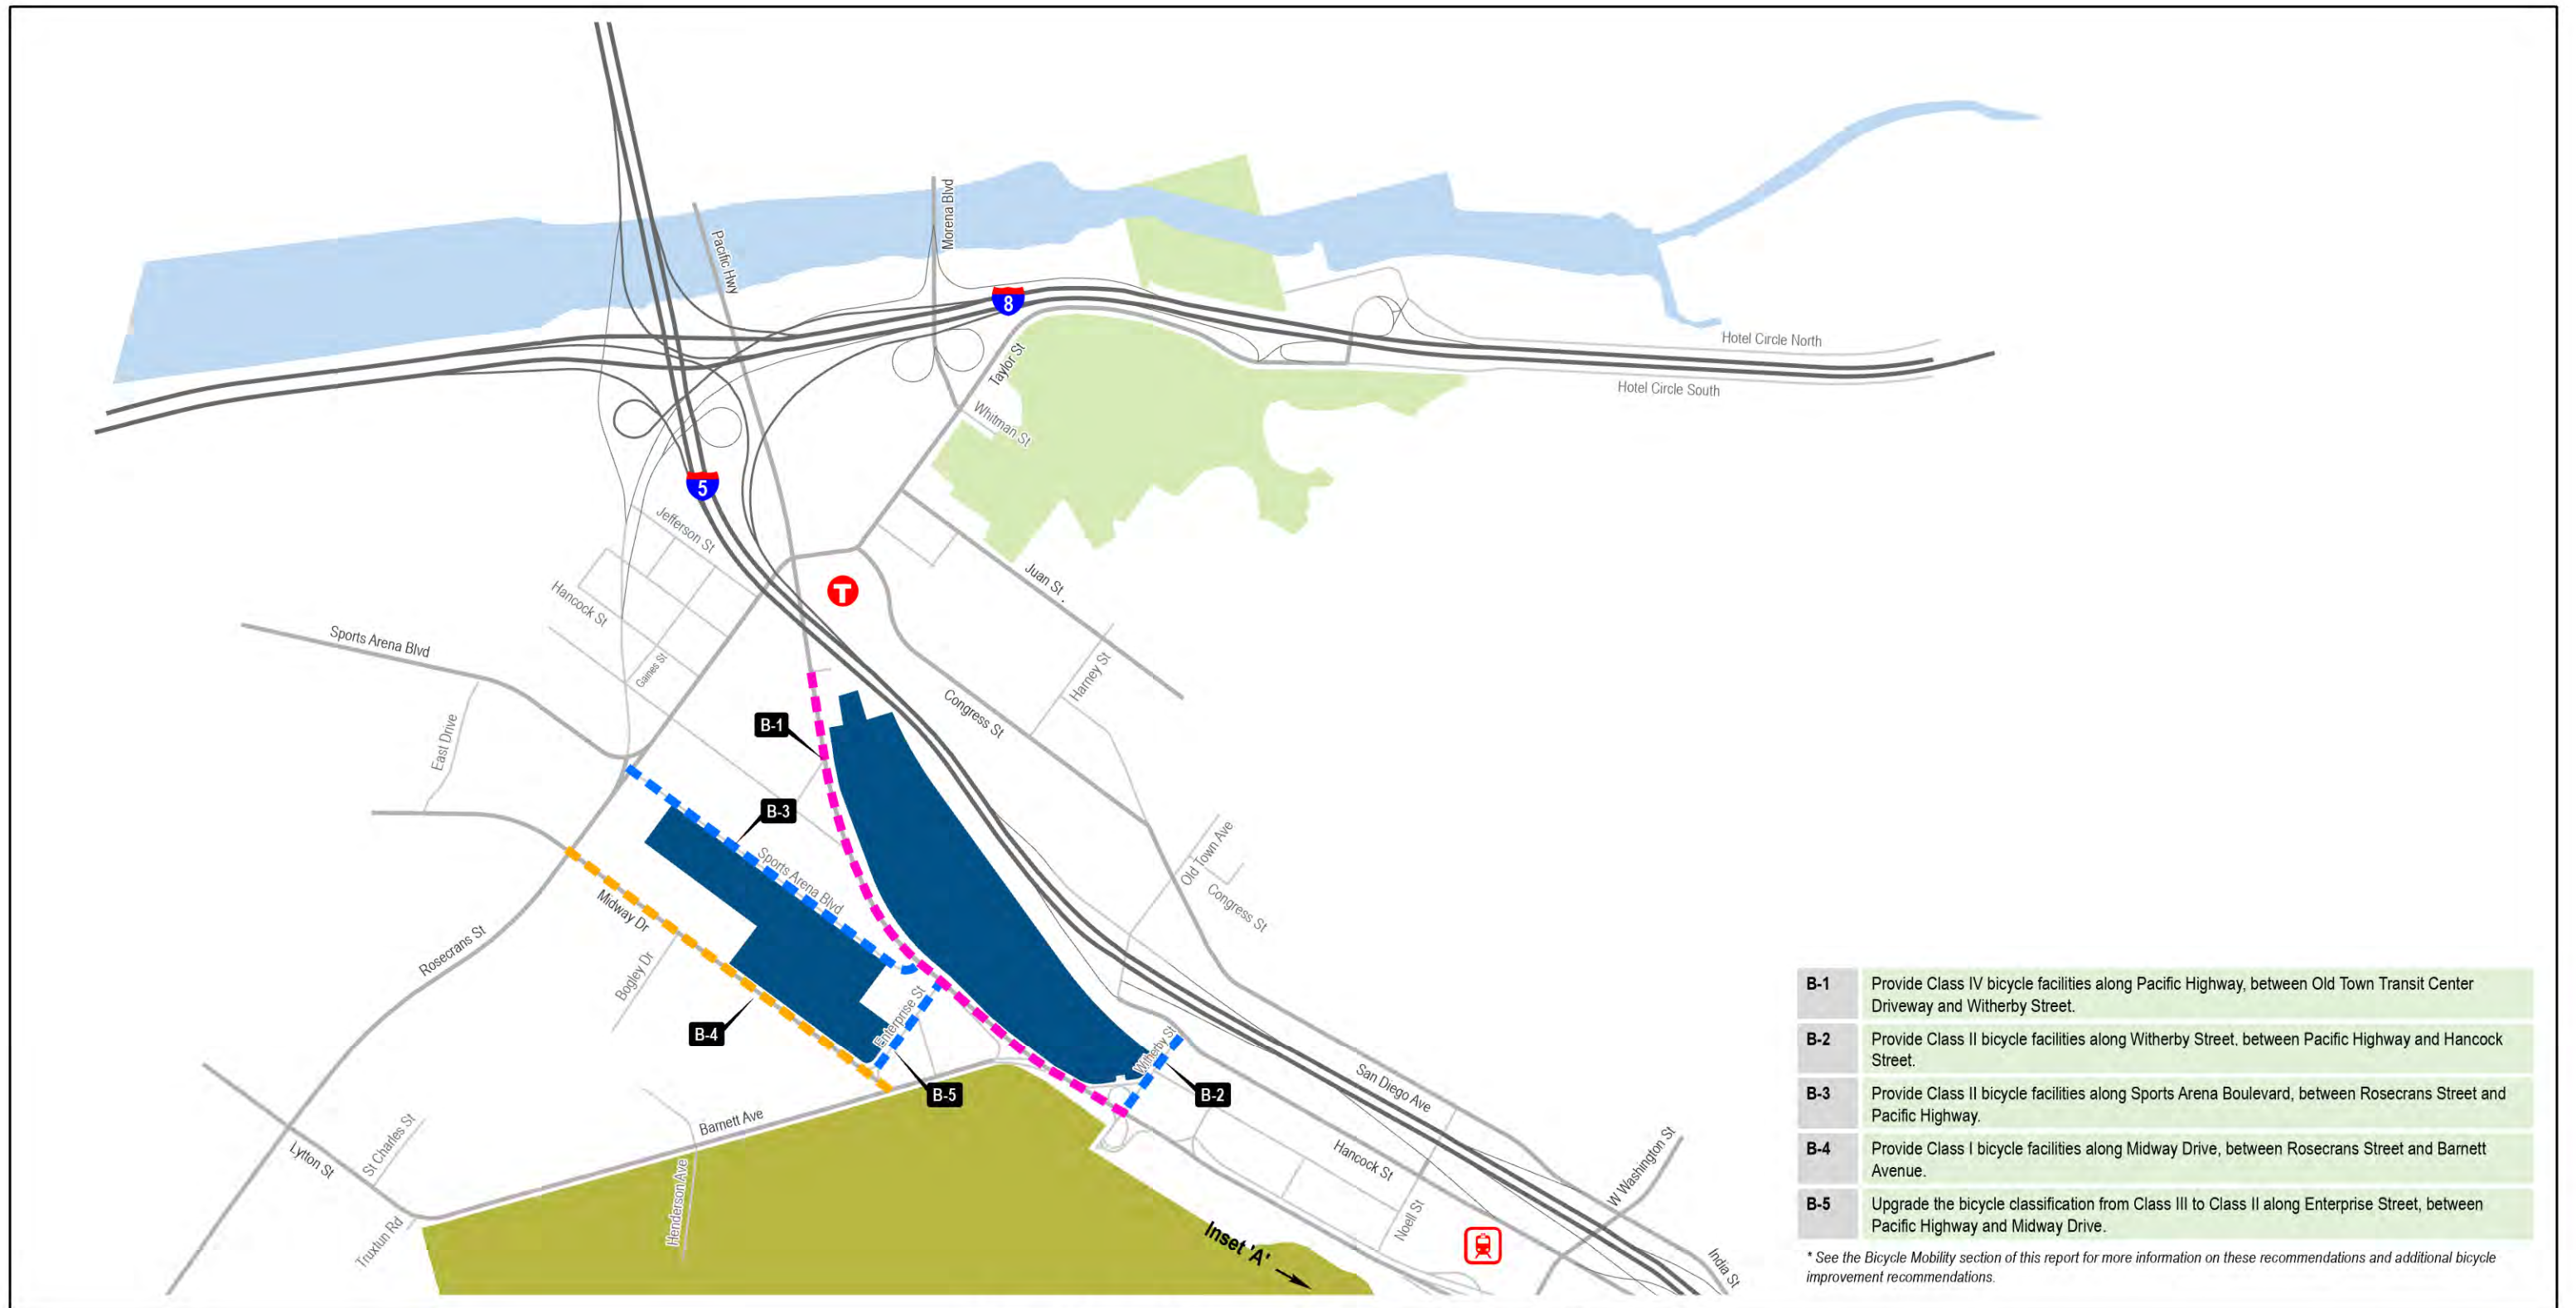 Morena Blvd
Pacific Hwy
8
Taylor St
Whitman St
Hotel Circle North
Hotel Circle South
5
Jefferson St
Hancock St
Gaines St
T
Juan St .
Sports Arena Blvd
East Drive
Harney St
Congress St
B-1
B-3
Sports Arena Blvd
Old Town Ave
Congress St
Midway Dr
Rosecrans St
Bogley Dr
Enterprise St
B-4
B-5
Witherby St
B-2
San Diego Ave
Barnett Ave
Lytton St
St Charles St
Henderson Ave
Truxtun Rd
Hancock St
W Washington St
Noell St
Inset 'A'
India St
B-1 Provide Class IV bicycle facilities along Pacific Highway, between Old Town Transit Center
Driveway and Witherby Street.
B-2 Provide Class II bicycle facilities along Witherby Street. between Pacific Highway and Hancock
Street.
B-3 Provide Class II bicycle facilities along Sports Arena Boulevard, between Rosecrans Street and
Pacific Highway.
B-4 Provide Class I bicycle facilities along Midway Drive, between Rosecrans Street and Barnett
Avenue.
B-5 Upgrade the bicycle classification from Class III to Class II along Enterprise Street, between
Pacific Highway and Midway Drive.
* See the Bicycle Mobility section of this report for more information on these recommendations and additional bicycle
improvement recommendations.